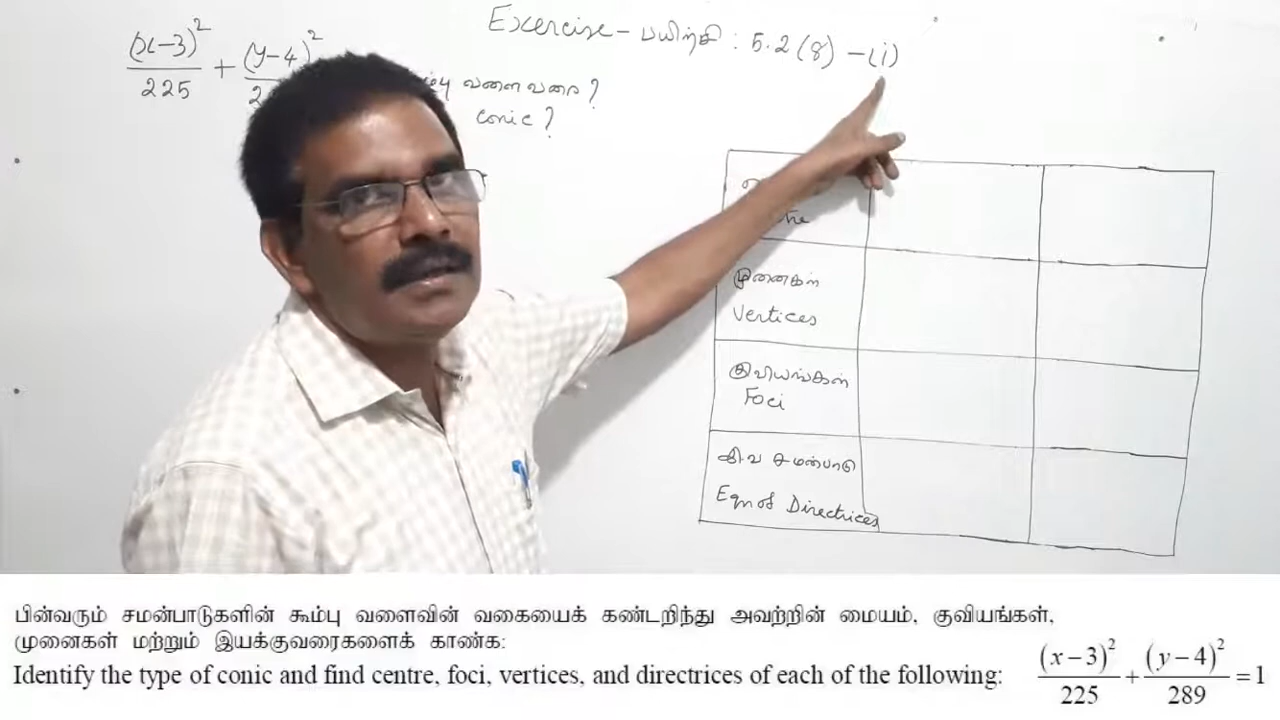 Exercise – பயிற்சி : 5.2 (8) – (i)
(x-3)² + (y-4)²
225
வளைவரை ?
conic ?
முனைகள்
Vertices
குவியங்கள்
Foci
இ.வ சமன்பாடு
Eqn of Directrices
பின்வரும் சமன்பாடுகளின் கூம்பு வளைவின் வகையைக் கண்டறிந்து அவற்றின் மையம், குவியங்கள்,
முனைகள் மற்றும் இயக்குவரைகளைக் காண்க:
Identify the type of conic and find centre, foci, vertices, and directrices of each of the following: (x−3)²/225 + (y−4)²/289 = 1